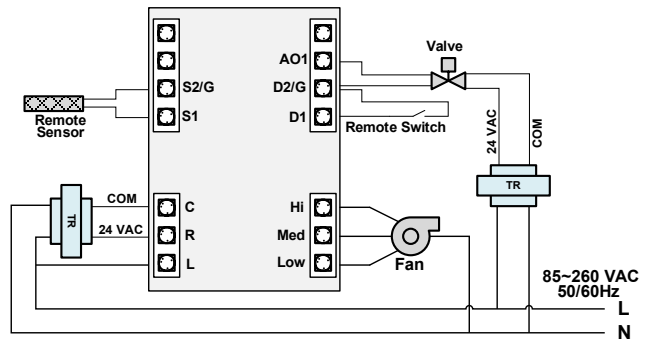 Valve
AO1
S2/G
D2/G
Remote
Sensor
S1
D1
Remote Switch
24 VAC
COM
TR
COM
C
Hi
TR
24 VAC
R
Med
L
Low
Fan
85~260 VAC
50/60Hz
L
N